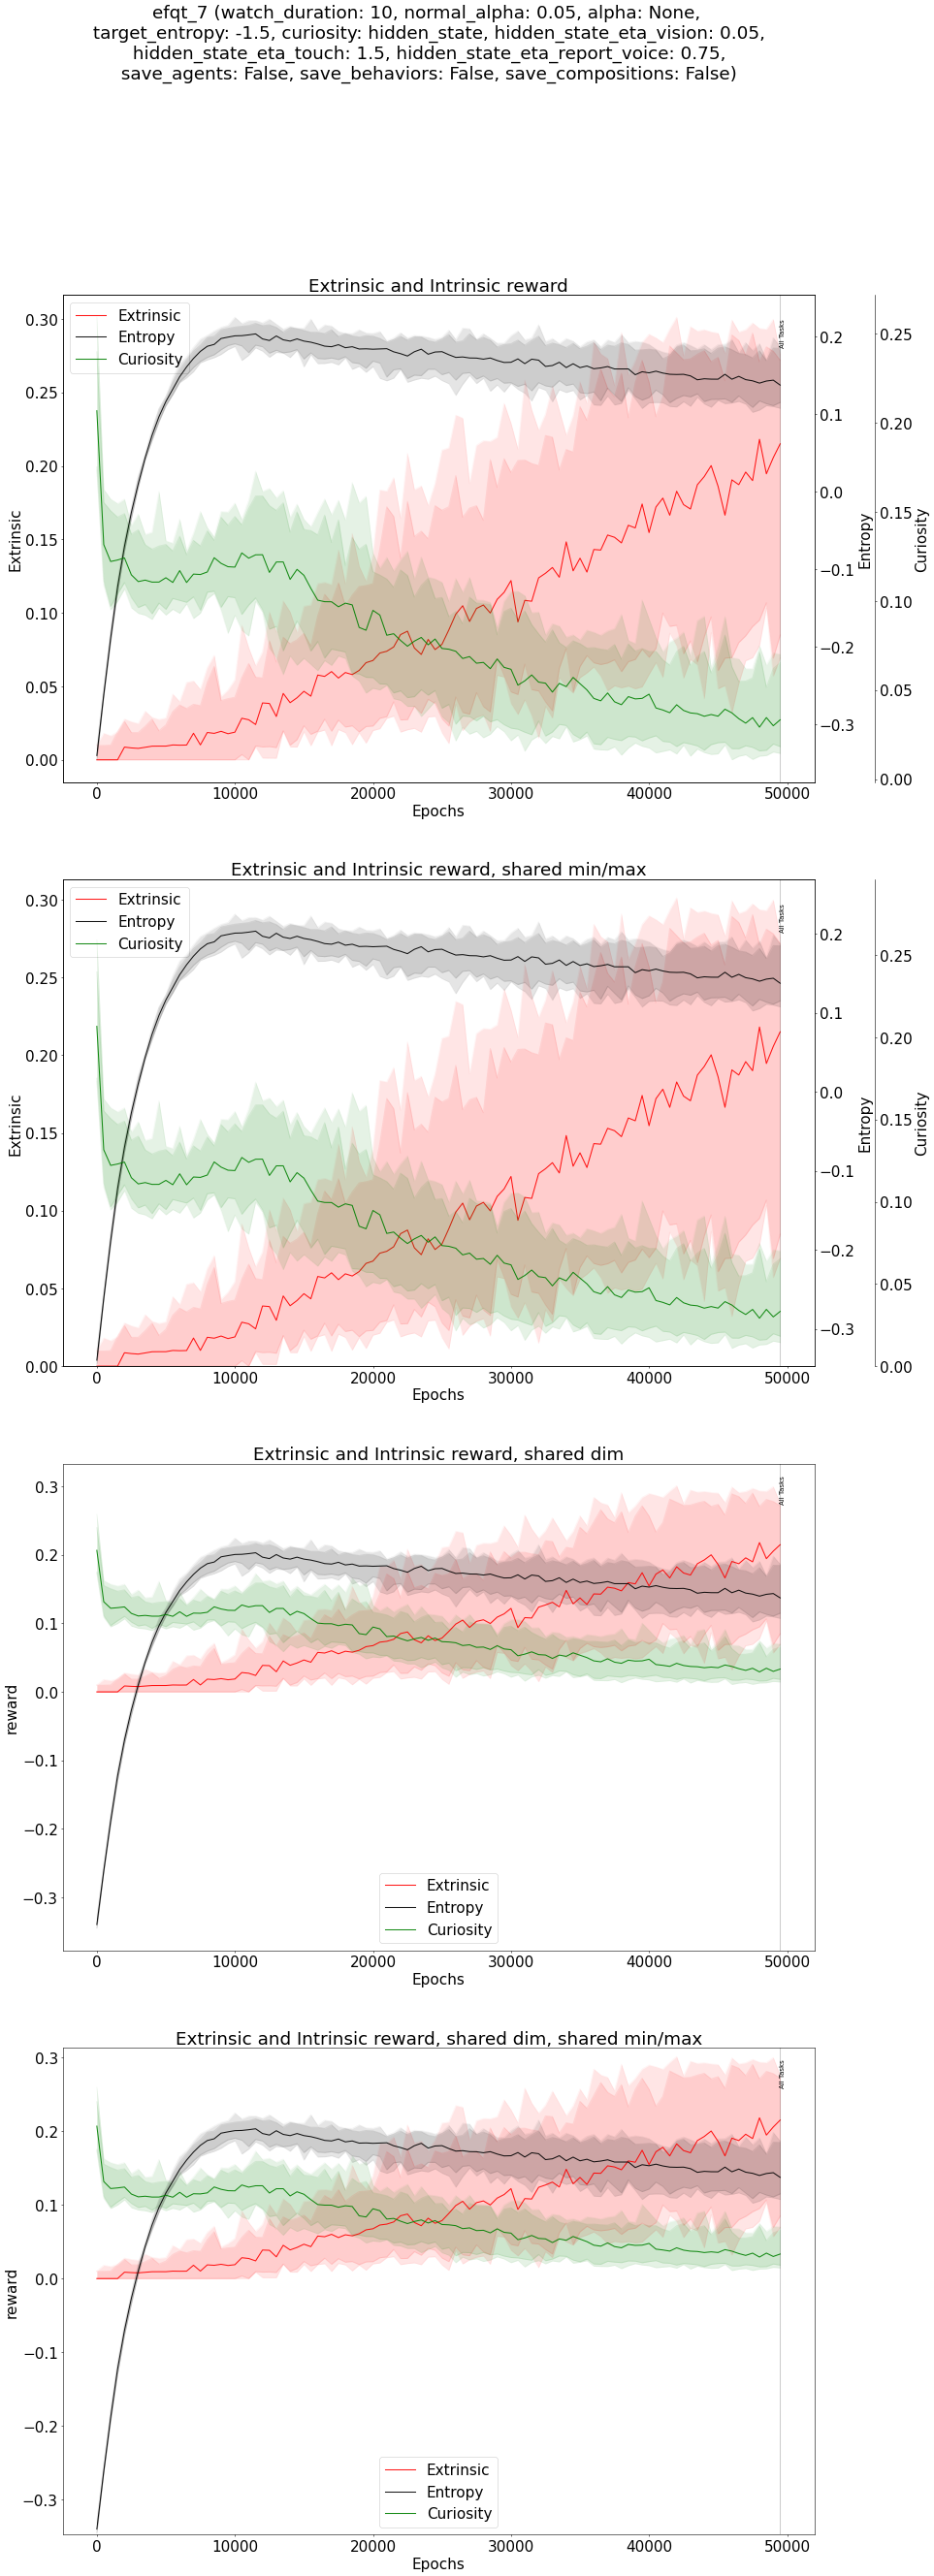 efqt_7 (watch_duration: 10, normal_alpha: 0.05, alpha: None,
target_entropy: -1.5, curiosity: hidden_state, hidden_state_eta_vision: 0.05,
hidden_state_eta_touch: 1.5, hidden_state_eta_report_voice: 0.75,
save_agents: False, save_behaviors: False, save_compositions: False)
Extrinsic and Intrinsic reward
Extrinsic
Entropy
Curiosity
All Tasks
0.30
0.25
0.20
0.15
0.10
0.05
0.00
Extrinsic
0.2
0.1
0.0
−0.1
−0.2
−0.3
Entropy
0.25
0.20
0.15
0.10
0.05
0.00
Curiosity
0 10000 20000 30000 40000 50000
Epochs
Extrinsic and Intrinsic reward, shared min/max
Extrinsic
Entropy
Curiosity
All Tasks
0.30
0.25
0.20
0.15
0.10
0.05
0.00
Extrinsic
0.2
0.1
0.0
−0.1
−0.2
−0.3
Entropy
0.25
0.20
0.15
0.10
0.05
0.00
Curiosity
0 10000 20000 30000 40000 50000
Epochs
Extrinsic and Intrinsic reward, shared dim
All Tasks
0.3
0.2
0.1
0.0
−0.1
−0.2
−0.3
reward
Extrinsic
Entropy
Curiosity
0 10000 20000 30000 40000 50000
Epochs
Extrinsic and Intrinsic reward, shared dim, shared min/max
All Tasks
0.3
0.2
0.1
0.0
−0.1
−0.2
−0.3
reward
Extrinsic
Entropy
Curiosity
0 10000 20000 30000 40000 50000
Epochs